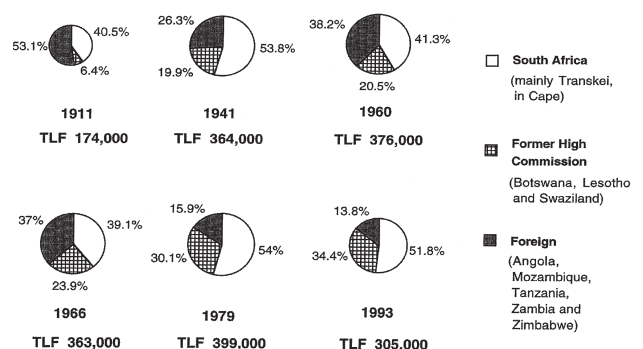 53.1%
40.5%
6.4%
1911
TLF 174,000
26.3%
53.8%
19.9%
1941
TLF 364,000
38.2%
41.3%
20.5%
1960
TLF 376,000
South Africa
(mainly Transkei,
in Cape)
Former High
Commission
(Botswana, Lesotho
and Swaziland)
Foreign
(Angola,
Mozambique,
Tanzania,
Zambia and
Zimbabwe)
37%
39.1%
23.9%
1966
TLF 363,000
15.9%
30.1%
54%
1979
TLF 399,000
13.8%
34.4%
51.8%
1993
TLF 305,000